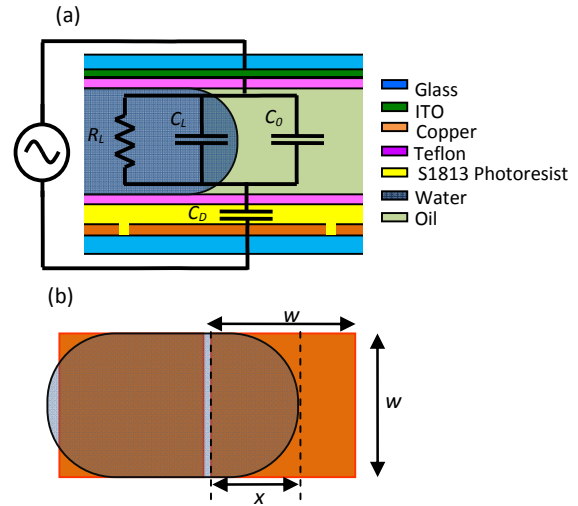 (a)
R_L
C_L
C_0
C_D
Glass
ITO
Copper
Teflon
S1813 Photoresist
Water
Oil
(b)
w
w
x